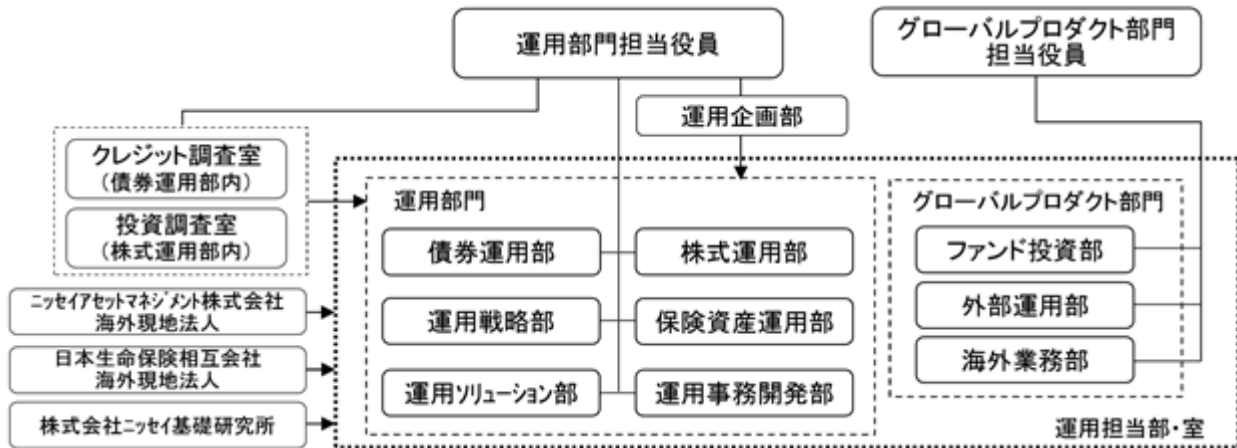 運用部門担当役員
グローバルプロダクト部門
担当役員
運用企画部
クレジット調査室
（債券運用部内）
投資調査室
（株式運用部内）
運用部門
債券運用部
株式運用部
運用戦略部
保険資産運用部
運用ソリューション部
運用事務開発部
グローバルプロダクト部門
ファンド投資部
外部運用部
海外業務部
ニッセイアセットマネジメント株式会社
海外現地法人
日本生命保険相互会社
海外現地法人
株式会社ニッセイ基礎研究所
運用担当部・室